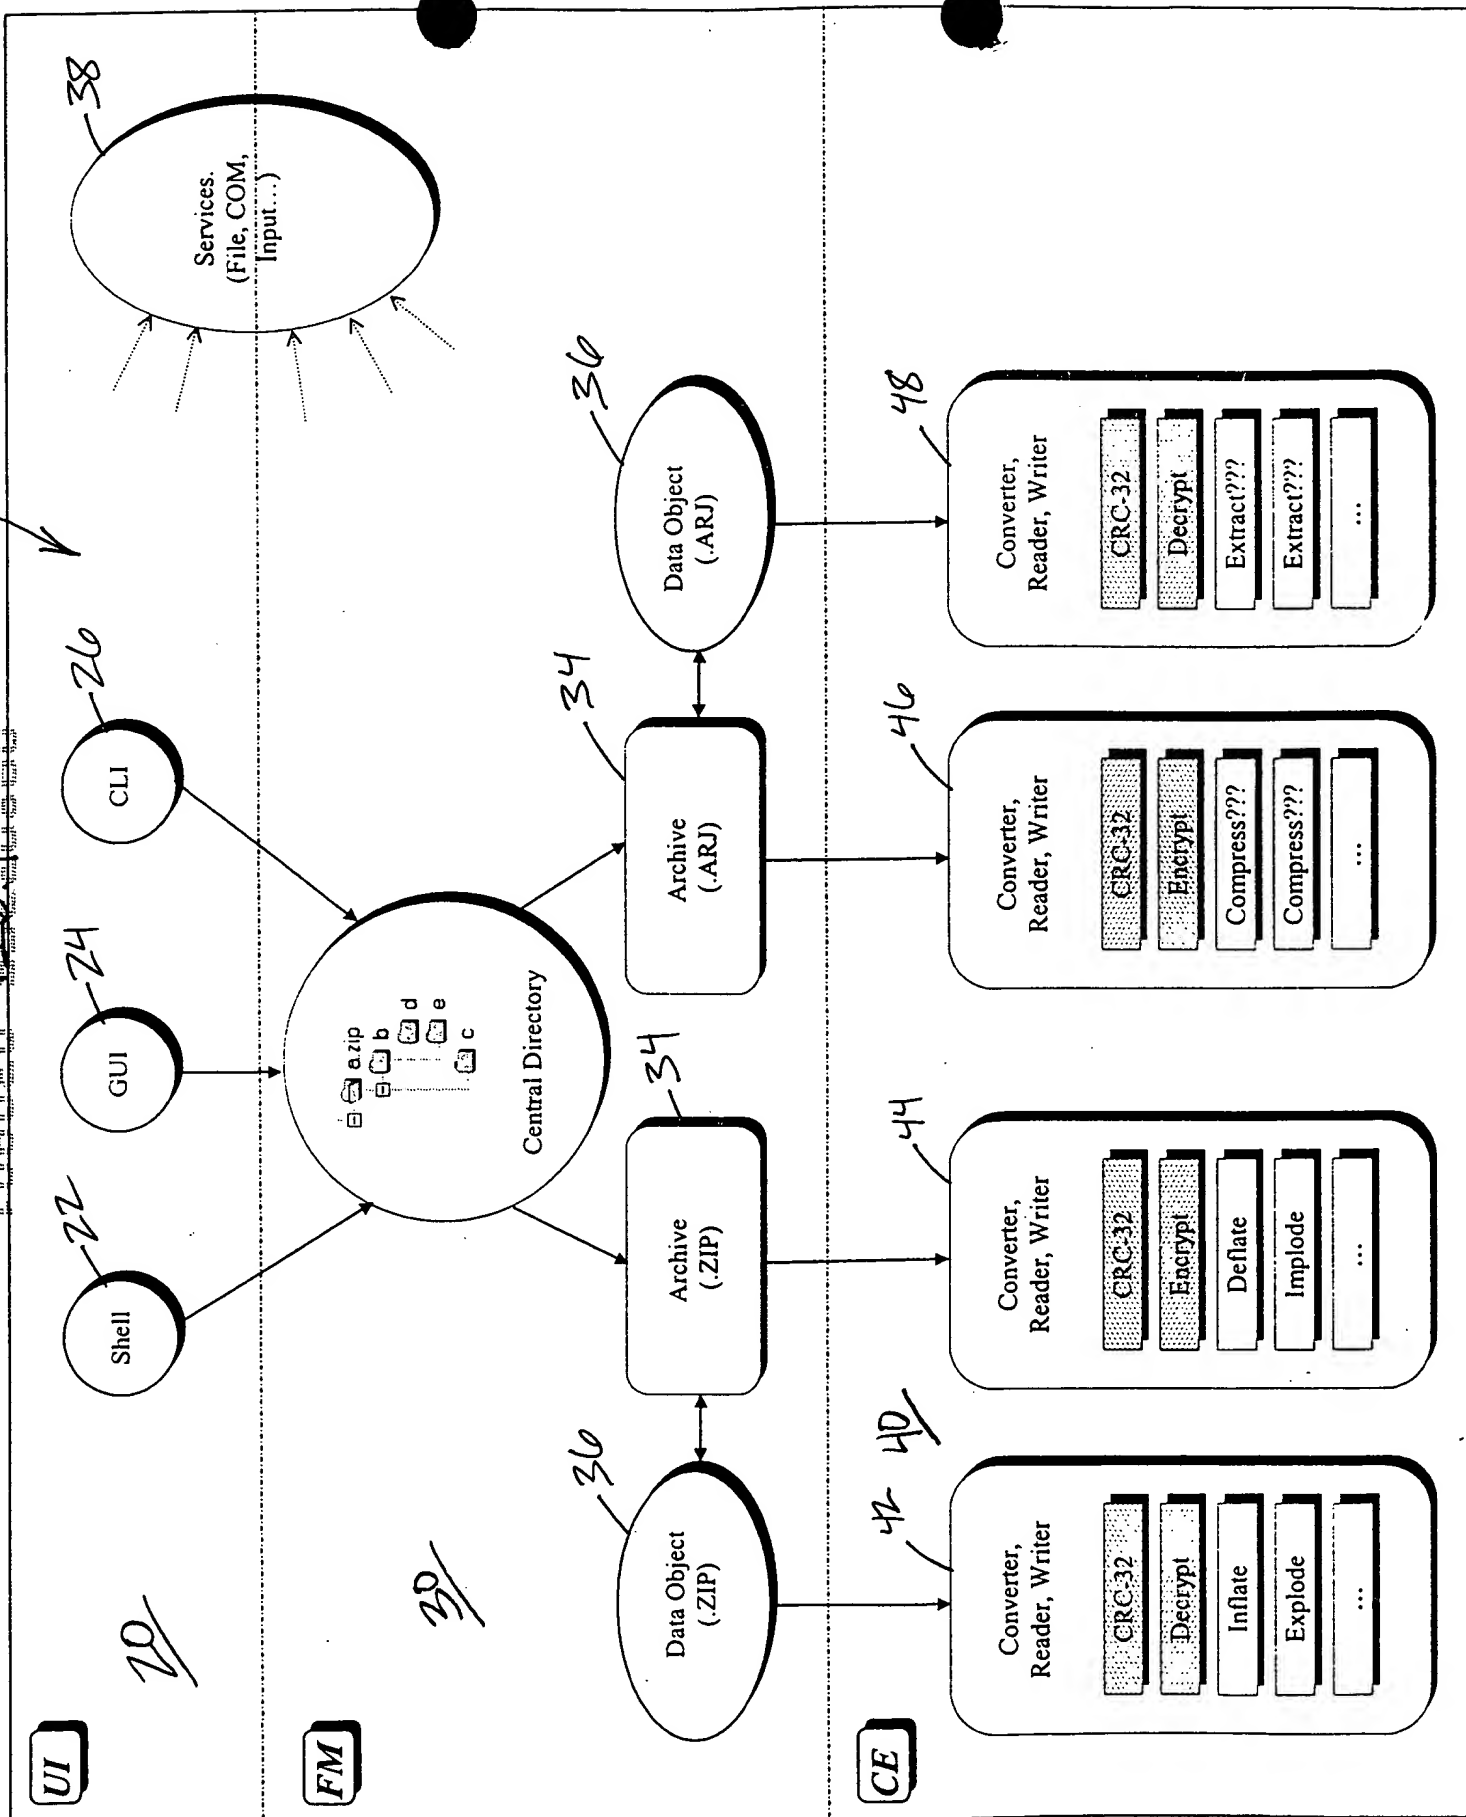 UI
20
Shell
22
GUI
24
CLI
26
Services.
(File, COM,
Input...)
38
FM
30
a.zip
b
d
e
c
Central Directory
Data Object
(.ZIP)
36
Archive
(.ZIP)
34
Archive
(.ARJ)
34
Data Object
(.ARJ)
36
CE
40
42
Converter,
Reader, Writer
CRC-32
Decrypt
Inflate
Explode
...
44
Converter,
Reader, Writer
CRC-32
Encrypt
Deflate
Implode
...
46
Converter,
Reader, Writer
CRC-32
Encrypt
Compress???
Compress???
...
48
Converter,
Reader, Writer
CRC-32
Decrypt
Extract???
Extract???
...